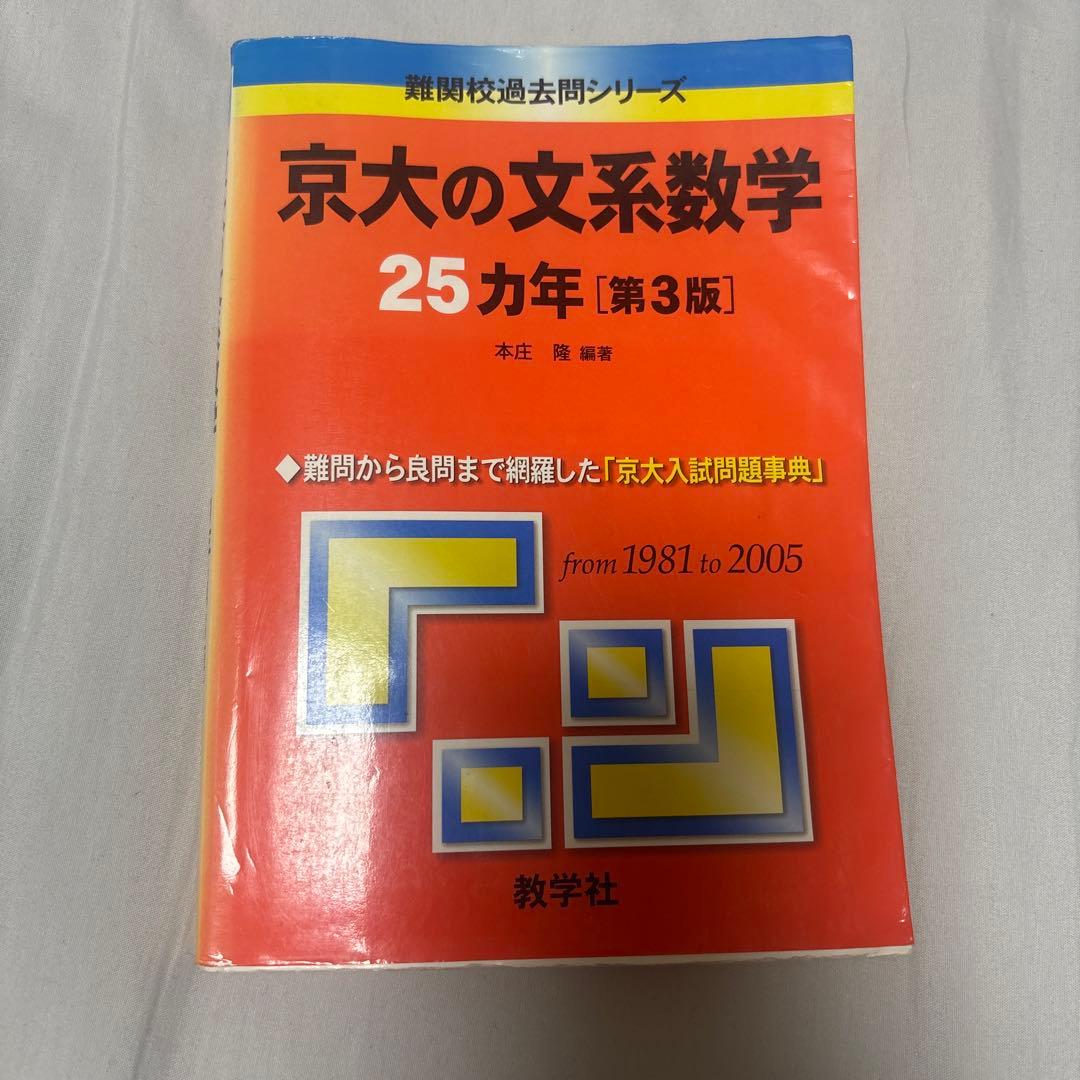 難関校過去問シリーズ
京大の文系数学
25カ年[第3版]
本庄 隆 編著
◆難問から良問まで網羅した「京大入試問題事典」
from 1981 to 2005
教学社